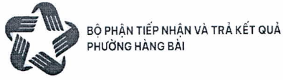 BỘ PHẬN TIẾP NHẬN VÀ TRẢ KẾT QUẢ
PHƯỜNG HÀNG BÀI